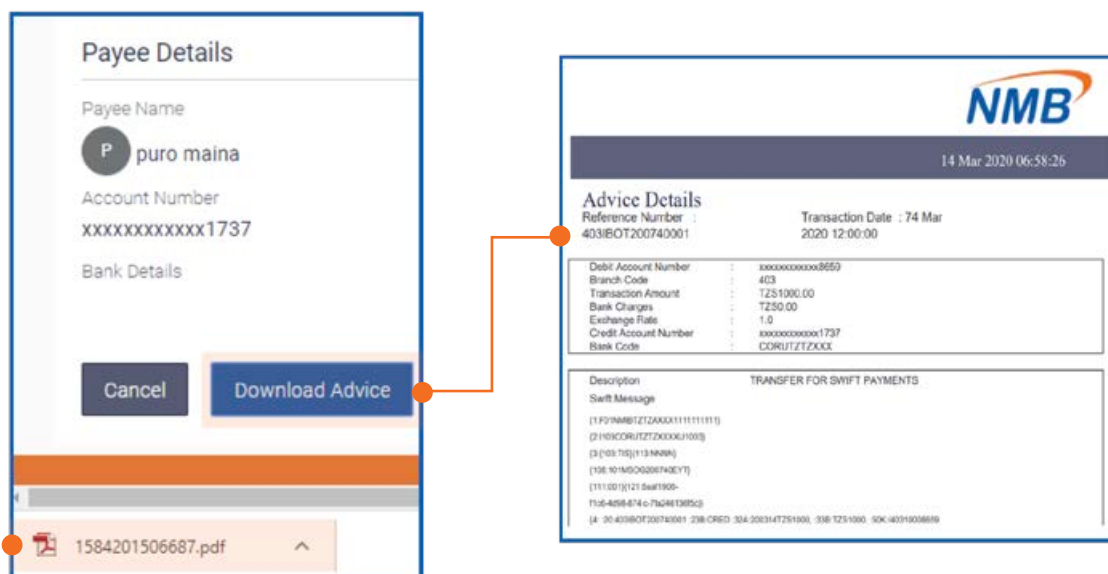 Payee Details
Payee Name
P puro maina
Account Number
xxxxxxxxxxxx1737
Bank Details
Cancel Download Advice
1584201506687.pdf
NMB
14 Mar 2020 06:58:26
Advice Details
Reference Number : Transaction Date : 74 Mar
403IBOT200740001 2020 12:00:00
Debit Account Number : xxxxxxxxxxxx8659
Branch Code : 403
Transaction Amount : TZS1000.00
Bank Charges : TZS0.00
Exchange Rate : 1.0
Credit Account Number : xxxxxxxxxxxx1737
Bank Code : CORUTZTZXXX
Description TRANSFER FOR SWIFT PAYMENTS
Swift Message